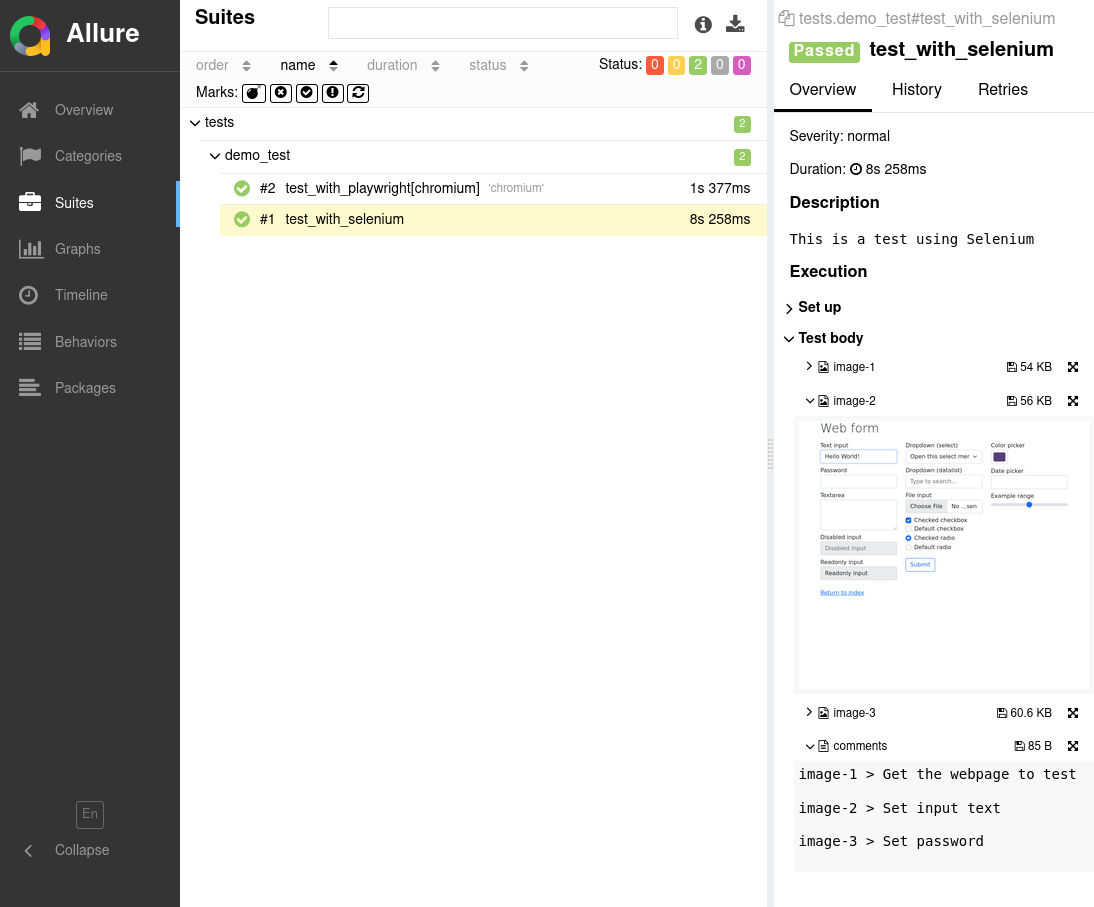 Allure
Overview
Categories
Suites
Graphs
Timeline
Behaviors
Packages
En
Collapse
Suites
order name duration status Status: 0 0 2 0 0
Marks:
tests 2
demo_test 2
#2 test_with_playwright[chromium] 'chromium' 1s 377ms
#1 test_with_selenium 8s 258ms
tests.demo_test#test_with_selenium
Passed test_with_selenium
Overview History Retries
Severity: normal
Duration: 8s 258ms
Description
This is a test using Selenium
Execution
Set up
Test body
image-1 54 KB
image-2 56 KB
Web form
Text input Dropdown (select) Color picker
Hello World! Open this select mer
Password Dropdown (datalist) Date picker
Type to search...
Textarea File input Example range
Choose File No ...sen
Checked checkbox
Default checkbox
Disabled input Checked radio
Disabled input Default radio
Readonly input Submit
Readonly input
Return to index
image-3 60.6 KB
comments 85 B
image-1 > Get the webpage to test
image-2 > Set input text
image-3 > Set password